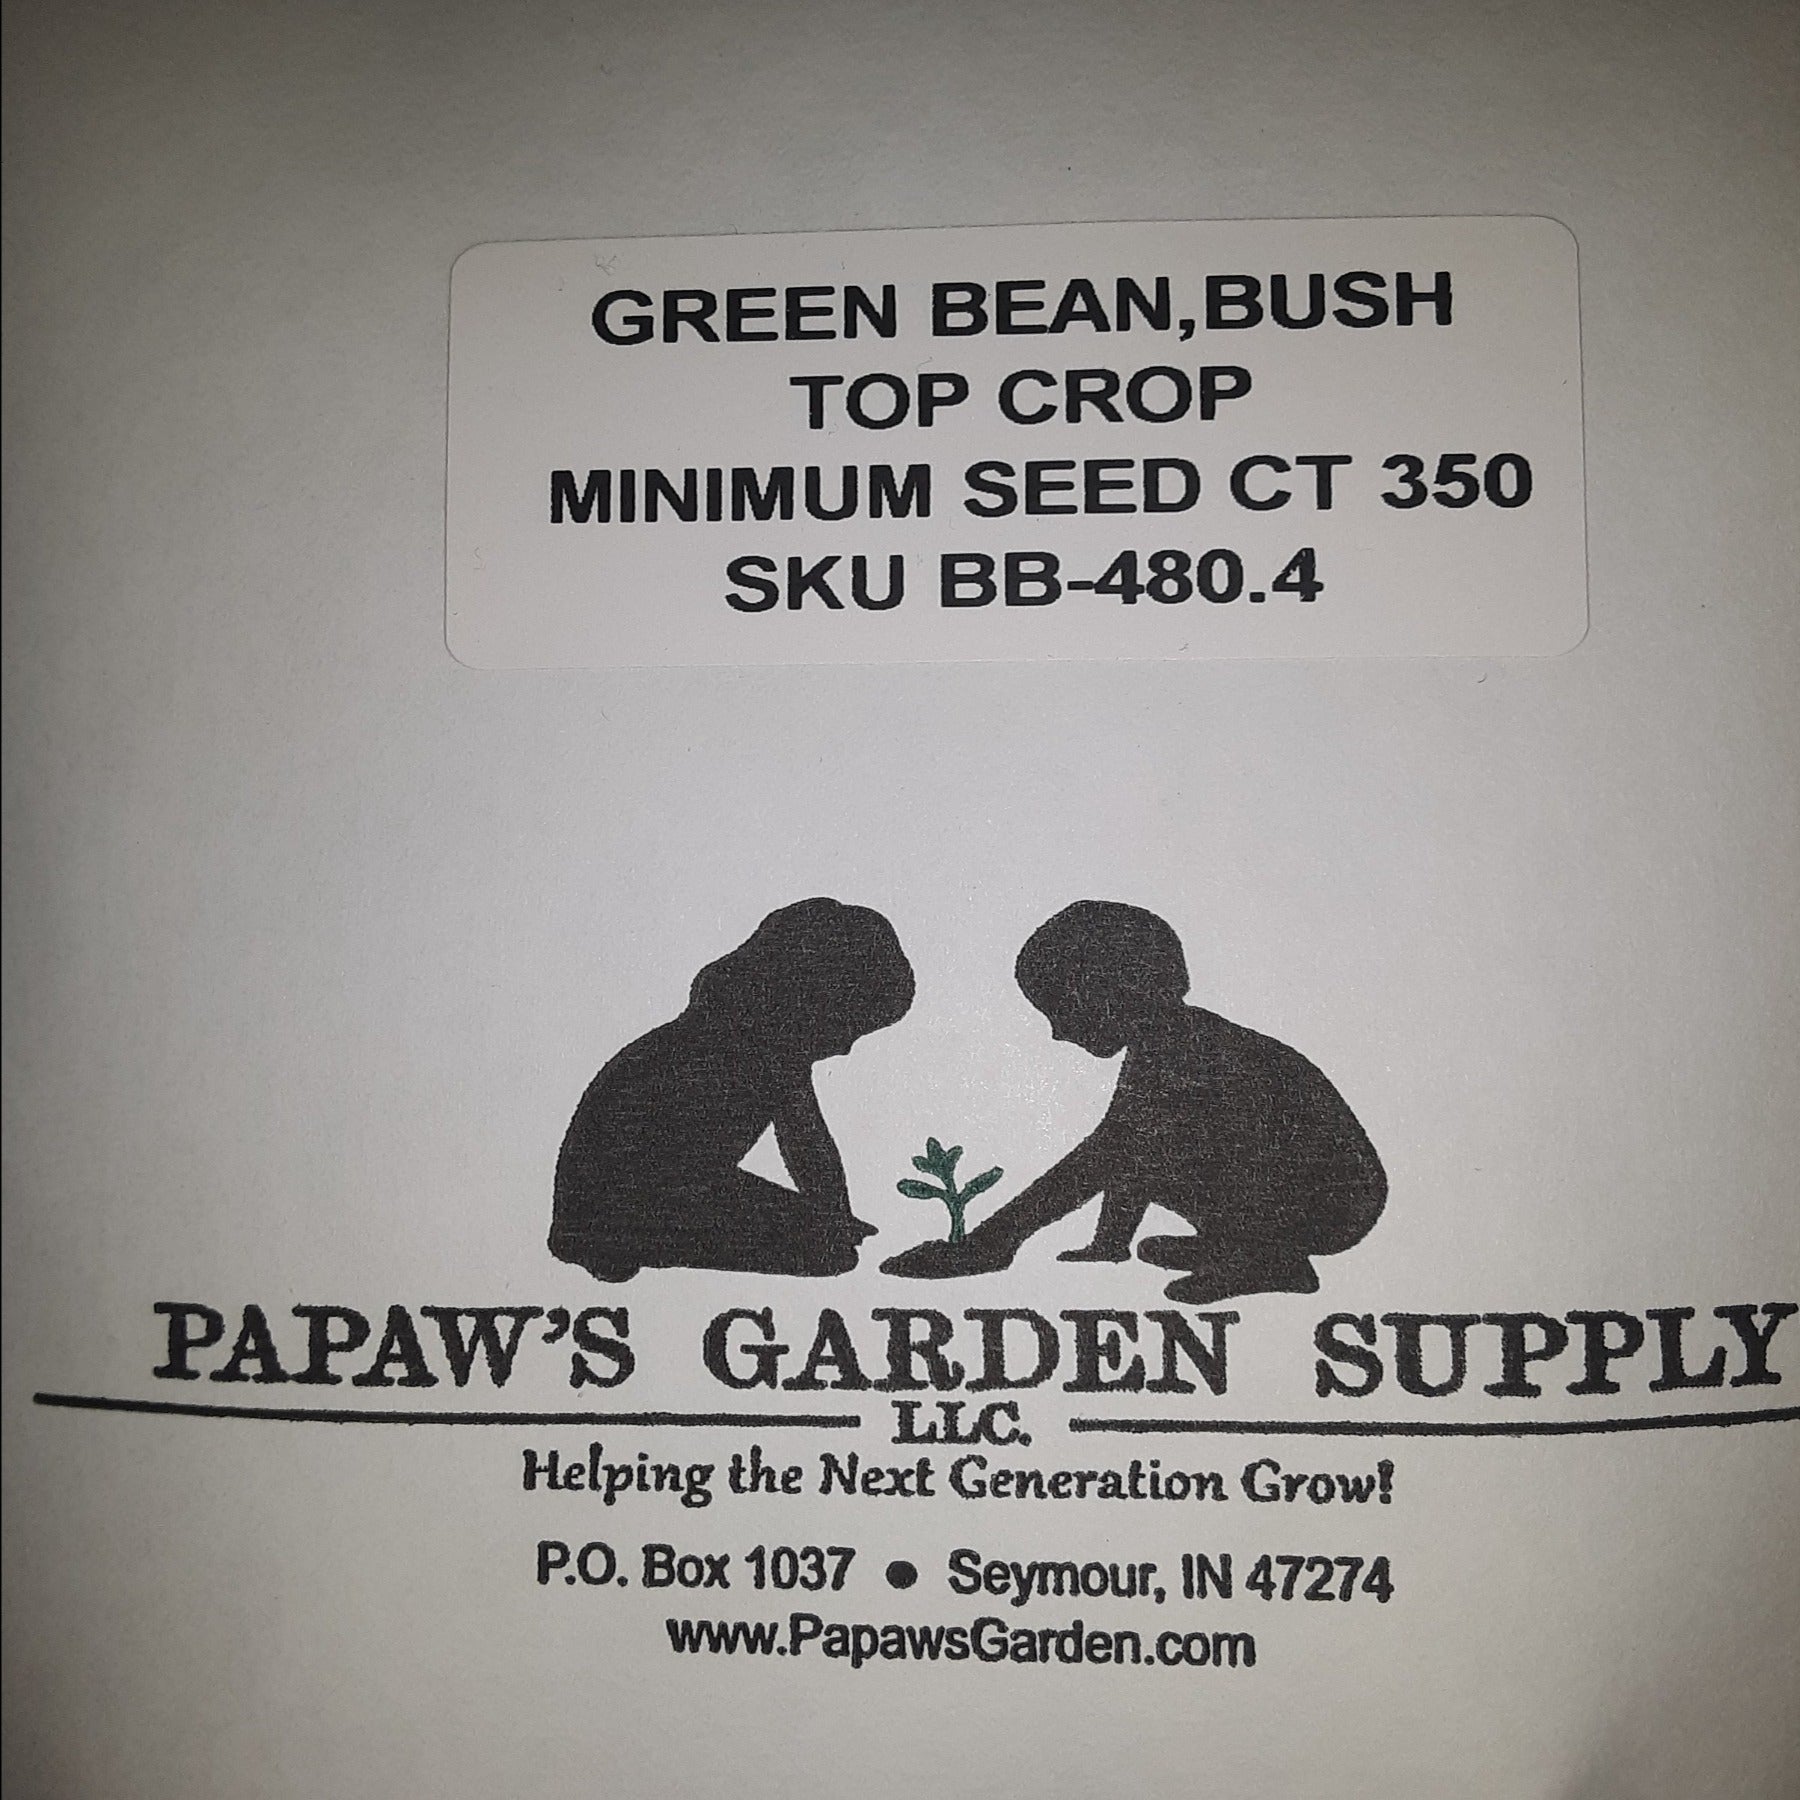 GREEN BEAN,BUSH
TOP CROP
MINIMUM SEED CT 350
SKU BB-480.4
PAPAW'S GARDEN SUPPLY
LLC.
Helping the Next Generation Grow!
P.O. Box 1037 • Seymour, IN 47274
www.PapawsGarden.com